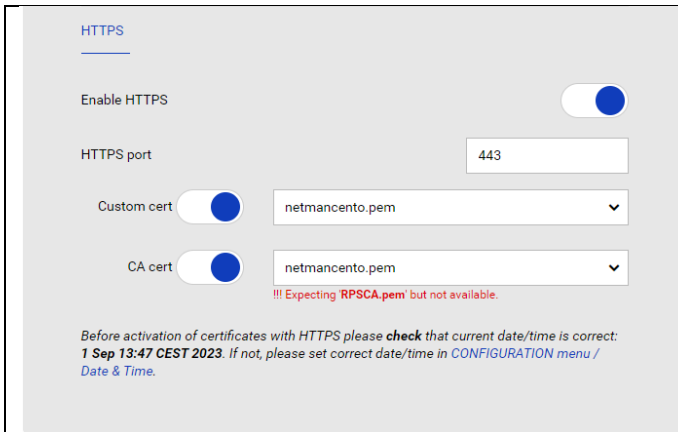 HTTPS
Enable HTTPS
HTTPS port 443
Custom cert netmancento.pem
CA cert netmancento.pem
!!! Expecting 'RPSCA.pem' but not available.
Before activation of certificates with HTTPS please check that current date/time is correct:
1 Sep 13:47 CEST 2023. If not, please set correct date/time in CONFIGURATION menu /
Date & Time.